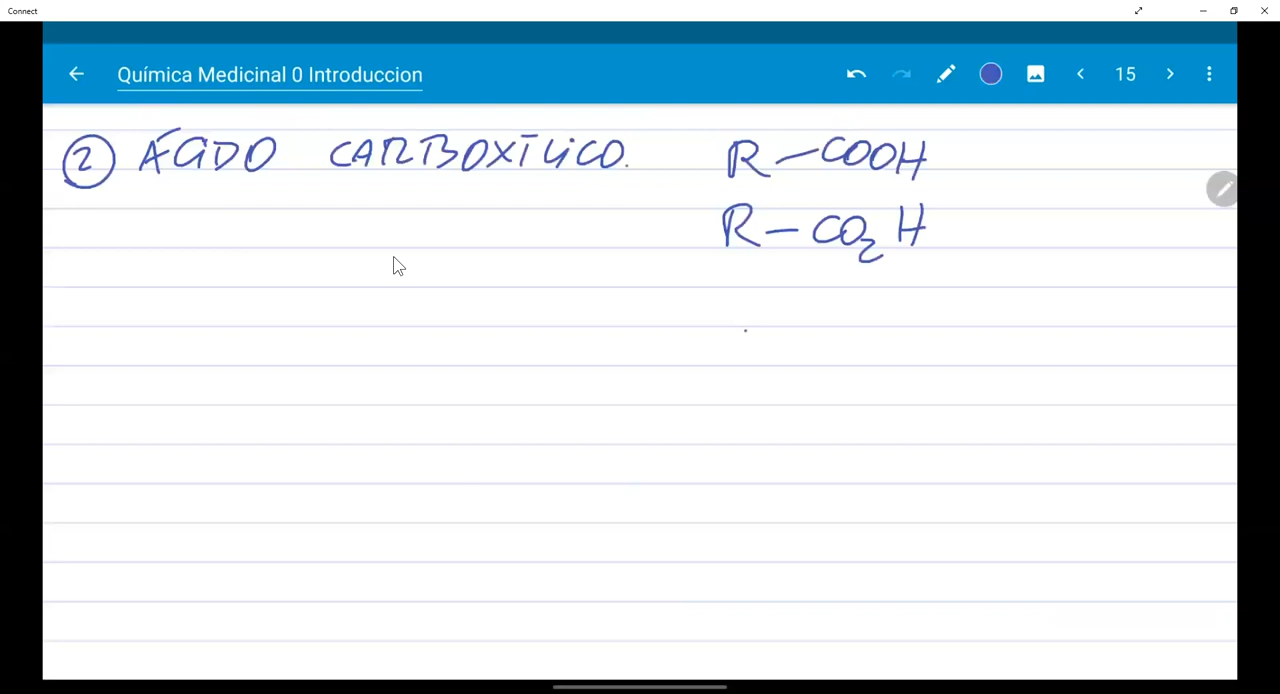 Connect
Química Medicinal 0 Introduccion
15
2 ÁCIDO CARBOXÍLICO. R-COOH
R-CO₂H